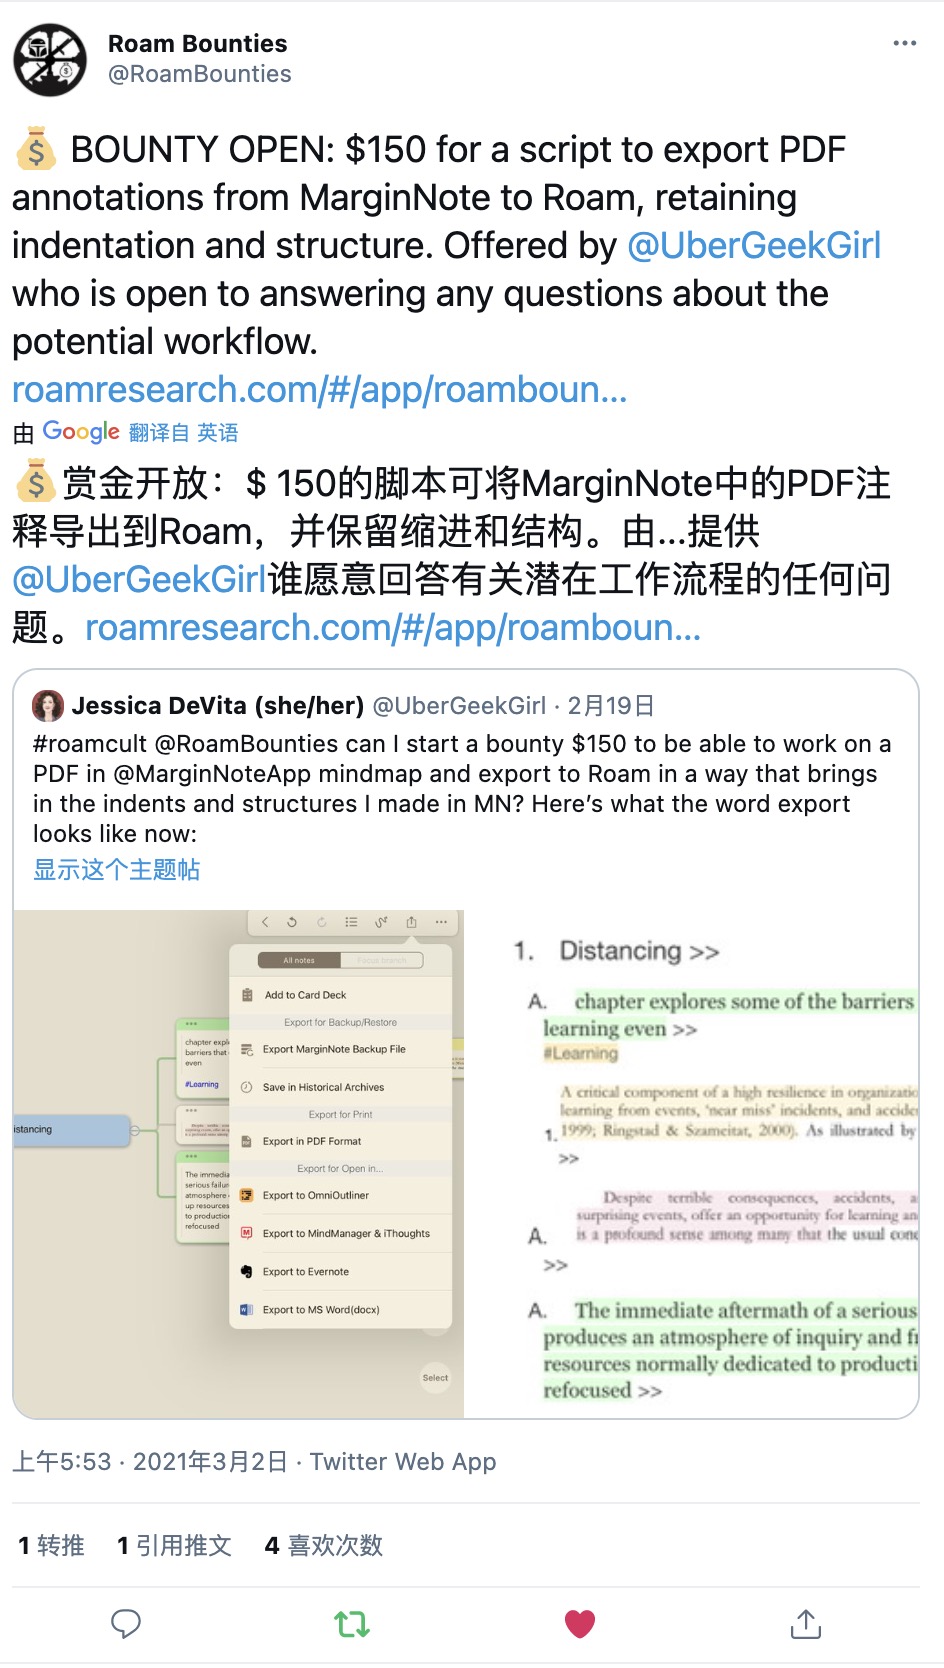 Roam Bounties
@RoamBounties
💰 BOUNTY OPEN: $150 for a script to export PDF
annotations from MarginNote to Roam, retaining
indentation and structure. Offered by @UberGeekGirl
who is open to answering any questions about the
potential workflow.
roamresearch.com/#/app/roamboun...
由 Google 翻译自 英语
💰赏金开放：$ 150的脚本可将MarginNote中的PDF注
释导出到Roam，并保留缩进和结构。由...提供
@UberGeekGirl谁愿意回答有关潜在工作流程的任何问
题。roamresearch.com/#/app/roamboun...
Jessica DeVita (she/her) @UberGeekGirl · 2月19日
#roamcult @RoamBounties can I start a bounty $150 to be able to work on a
PDF in @MarginNoteApp mindmap and export to Roam in a way that brings
in the indents and structures I made in MN? Here's what the word export
looks like now:
显示这个主题帖
All notes
Focus branch
Add to Card Deck
Export for Backup/Restore
Export MarginNote Backup File
Save in Historical Archives
Export for Print
Export in PDF Format
Export for Open in...
Export to OmniOutliner
Export to MindManager & iThoughts
Export to Evernote
Export to MS Word(docx)
Select
istancing
chapter expl
barriers that
even
#Learning
The immedia
serious failur
atmosphere
up resources
to productio
refocused
1. Distancing >>
A. chapter explores some of the barriers
learning even >>
#Learning
A critical component of a high resilience in organizatio
learning from events, 'near miss' incidents, and accide
1. 1999; Ringstad & Szameitat, 2000). As illustrated by
>>
Despite terrible consequences, accidents, a
surprising events, offer an opportunity for learning an
A. is a profound sense among many that the usual conc
>>
A. The immediate aftermath of a serious
produces an atmosphere of inquiry and fr
resources normally dedicated to producti
refocused >>
上午5:53 · 2021年3月2日 · Twitter Web App
1 转推 1 引用推文 4 喜欢次数